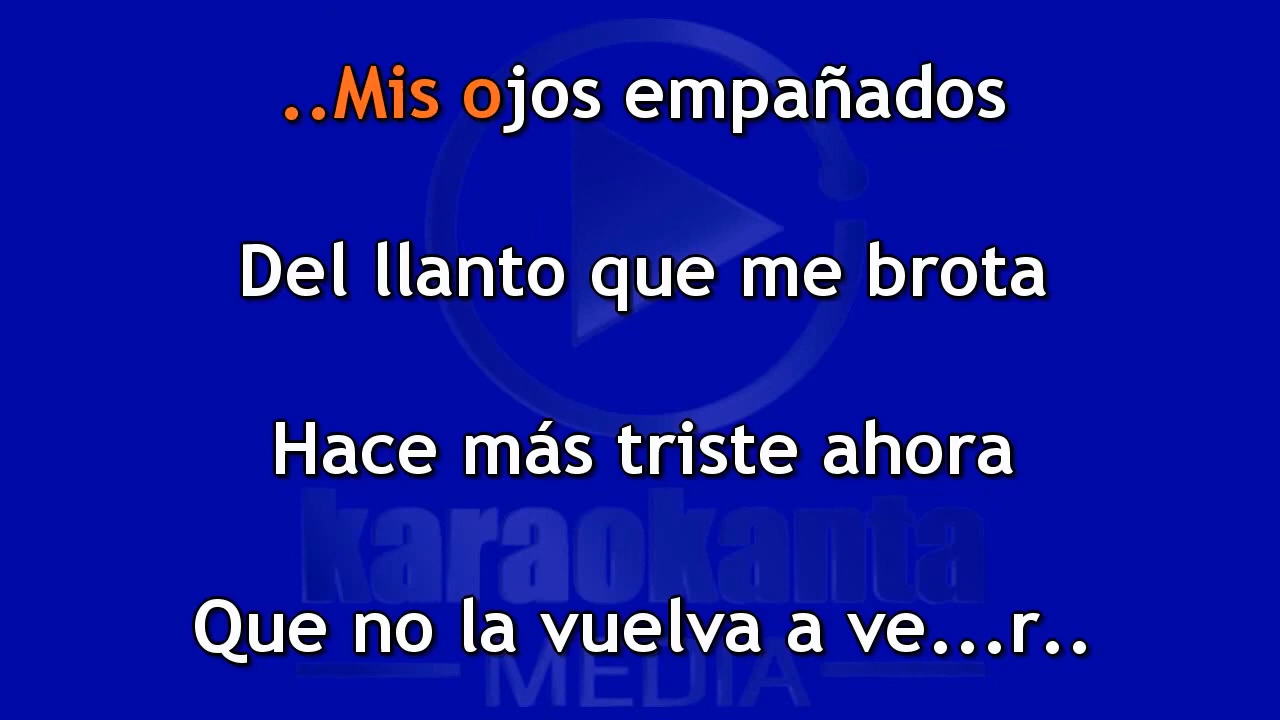 ..Mis ojos empañados
Del llanto que me brota
Hace más triste ahora
karaokanta
Que no la vuelva a ve...r..
MEDIA